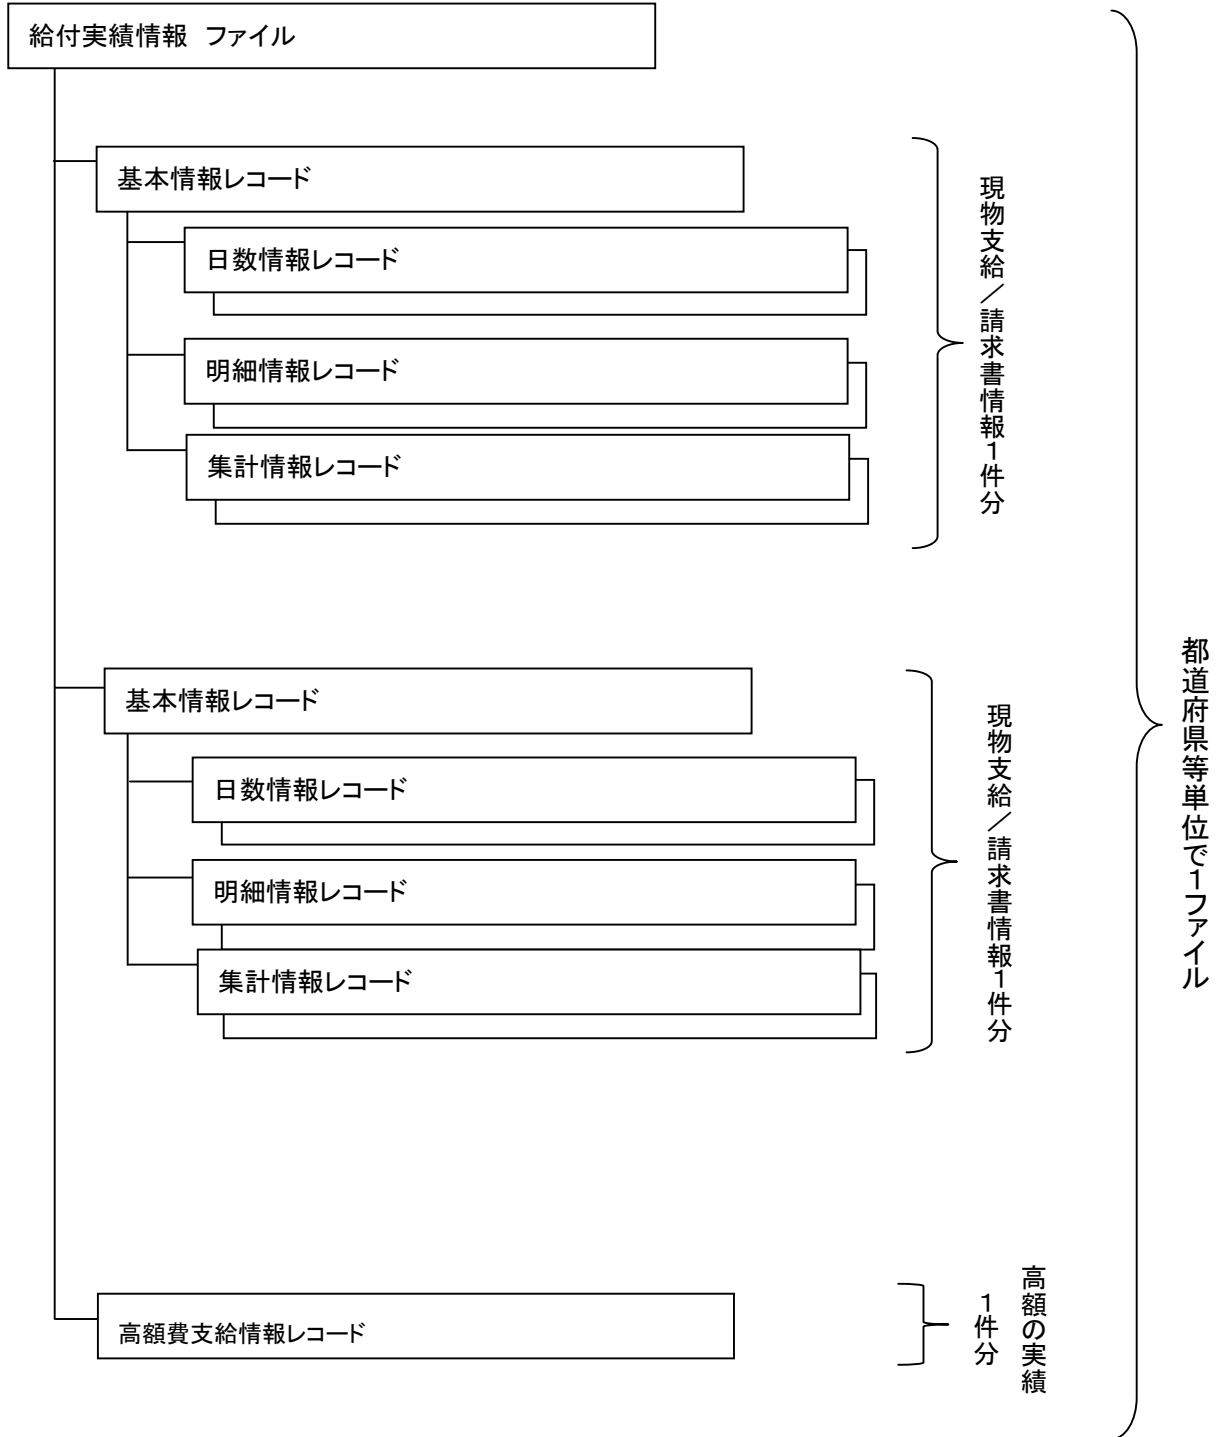 給付実績情報 ファイル
基本情報レコード
日数情報レコード
明細情報レコード
集計情報レコード
現物支給／請求書情報1件分
基本情報レコード
日数情報レコード
明細情報レコード
集計情報レコード
現物支給／請求書情報1件分
高額費支給情報レコード
高額の実績
1件分
都道府県等単位で1ファイル